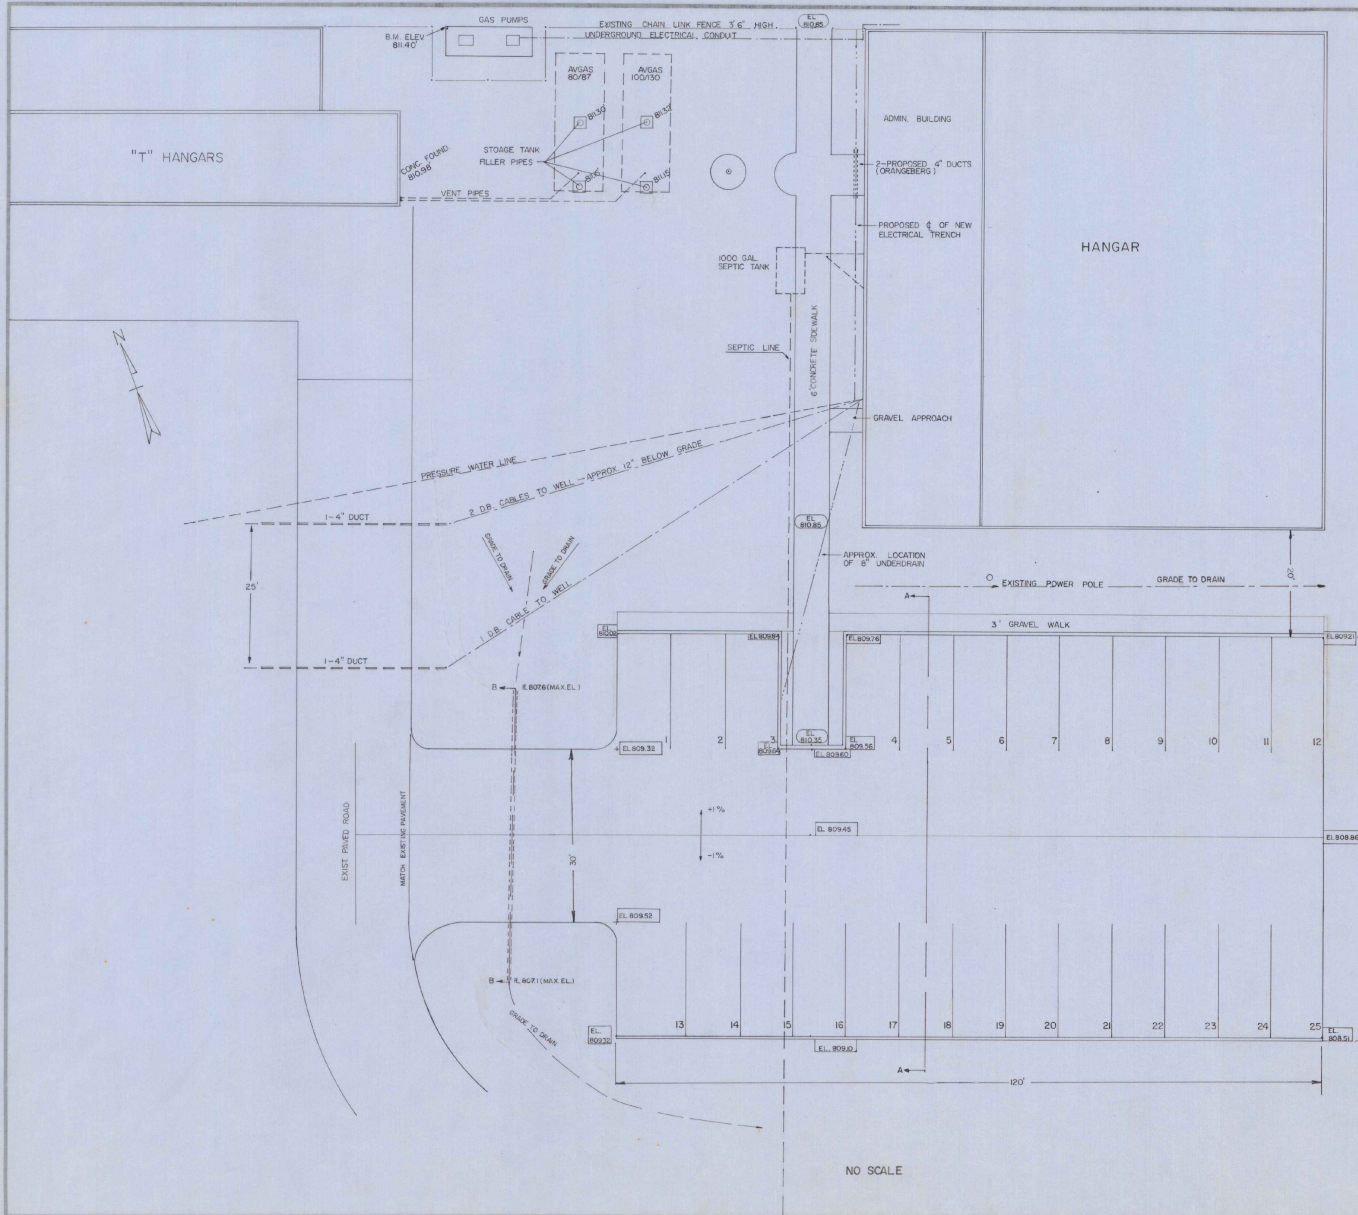 GAS PUMPS
EXISTING CHAIN LINK FENCE 3'6" HIGH.
EL
810.85
B.M. ELEV.
811.40'
UNDERGROUND ELECTRICAL CONDUIT
AVGAS
80/87
AVGAS
100/130
811.30'
811.32'
ADMIN. BUILDING
"T" HANGARS
CONC. FOUND.
810.98'
STOAGE TANK
FILLER PIPES
811.15'
VENT PIPES
2-PROPOSED 4" DUCTS
(ORANGEBERG)
PROPOSED ℄ OF NEW
ELECTRICAL TRENCH
HANGAR
1000 GAL.
SEPTIC TANK
N
SEPTIC LINE
6' CONCRETE SIDEWALK
GRAVEL APPROACH
PRESSURE WATER LINE
2 D.B. CABLES TO WELL - APPROX. 12" BELOW GRADE
1-4" DUCT
EL
810.85
GRADE TO DRAIN
GRADE TO DRAIN
APPROX. LOCATION
OF 8" UNDERDRAIN
25'
1 D.B. CABLE TO WELL
EXISTING POWER POLE
GRADE TO DRAIN
20'
A
3' GRAVEL WALK
EL.
EL.809.84
EL.809.76
EL.809.21
1-4" DUCT
B
EL.807.6(MAX.EL.)
EL.809.32
1
2
3
EL
810.35
EL
EL
809.56
EL.809.60
4
5
6
7
8
9
10
11
12
EXIST. PAVED ROAD
MATCH EXISTING PAVEMENT
30'
+1%
-1%
EL. 809.45
EL.808.86
EL.809.52
B
EL.807.1(MAX.EL.)
GRADE TO DRAIN
13
14
15
16
17
18
19
20
21
22
23
24
25
EL.
809.32
EL. 809.10
EL.
808.51
A
120'
NO SCALE